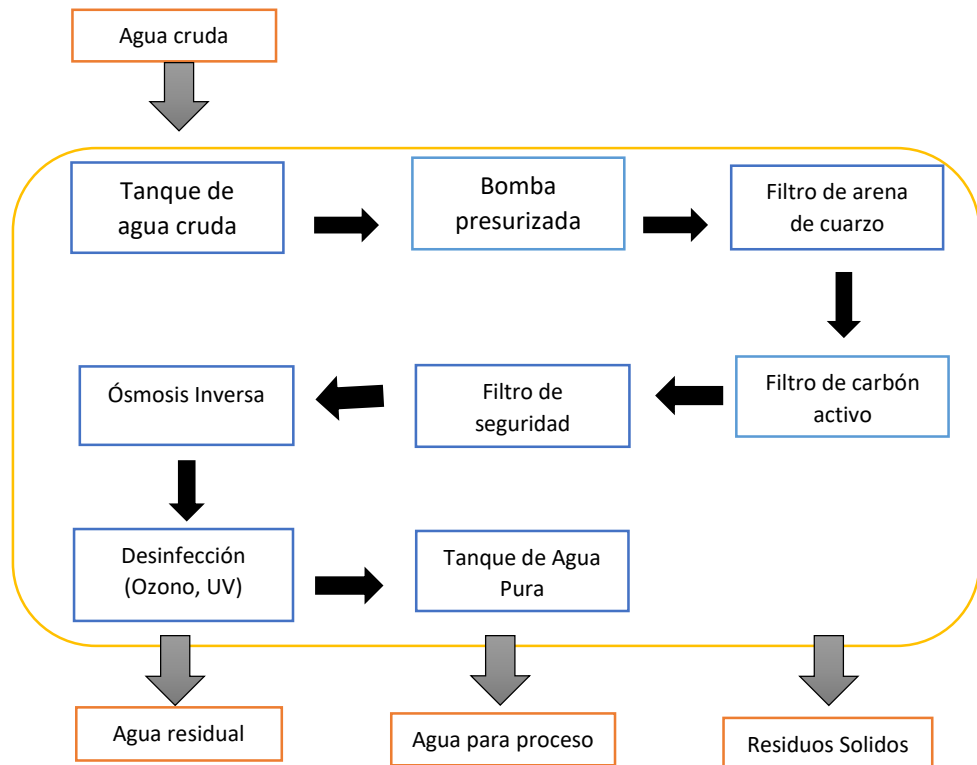 Agua cruda
Tanque de
agua cruda
Bomba
presurizada
Filtro de arena
de cuarzo
Ósmosis Inversa
Filtro de
seguridad
Filtro de carbón
activo
Desinfección
(Ozono, UV)
Tanque de Agua
Pura
Agua residual
Agua para proceso
Residuos Solidos